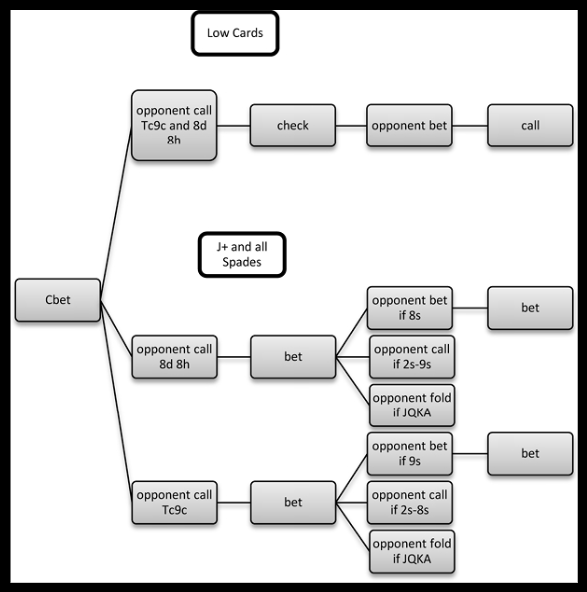 Low Cards
opponent call
Tc9c and 8d
8h
check
opponent bet
call
J+ and all
Spades
Cbet
opponent call
8d 8h
bet
opponent bet
if 8s
bet
opponent call
if 2s-9s
opponent fold
if JQKA
opponent call
Tc9c
bet
opponent bet
if 9s
bet
opponent call
if 2s-8s
opponent fold
if JQKA